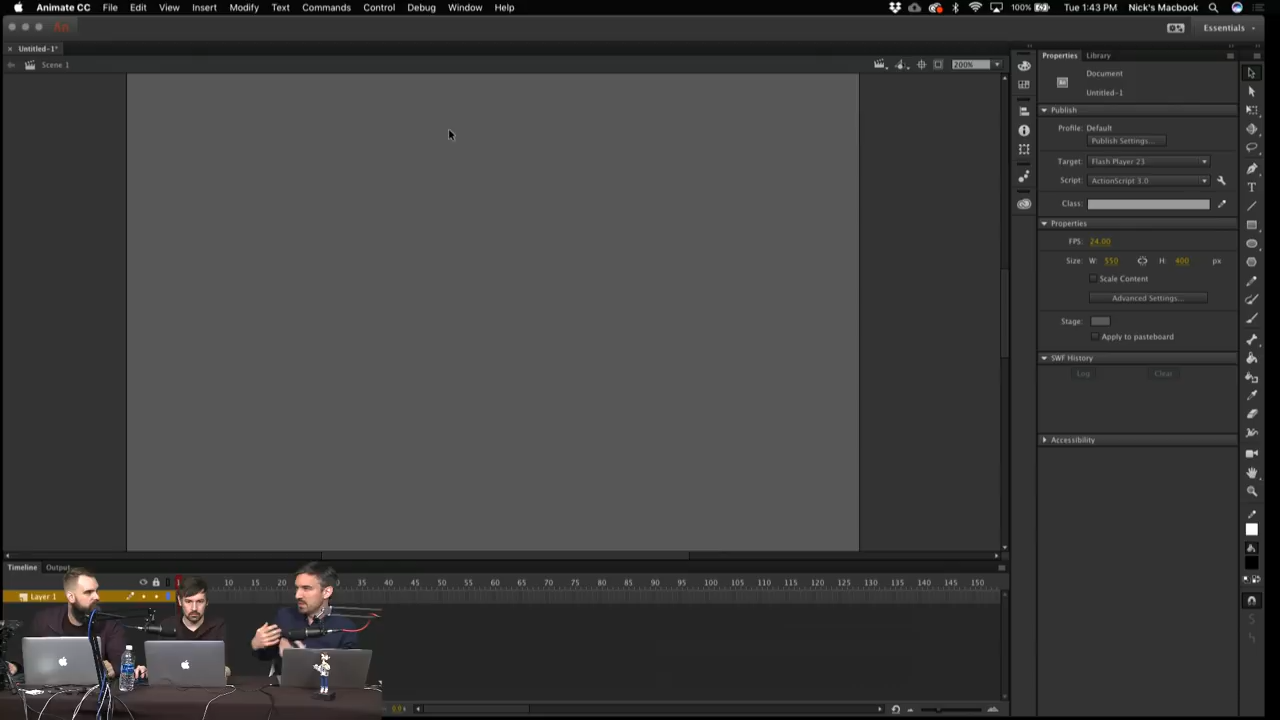 Animate CC File Edit View Insert Modify Text Commands Control Debug Window Help 100% Tue 1:43 PM Nick's Macbook
An Essentials
Untitled-1*
Scene 1 200%
Properties Library
Document
Untitled-1
Publish
Profile: Default
Publish Settings...
Target: Flash Player 23
Script: ActionScript 3.0
Class:
Properties
FPS: 24.00
Size: W: 550 H: 400 px
Scale Content
Advanced Settings...
Stage:
Apply to pasteboard
SWF History
Log Clear
Accessibility
Timeline Output
1 10 15 20 25 30 35 40 45 50 55 60 65 70 75 80 85 90 95 100 105 110 115 120 125 130 135 140 145 150
Layer 1